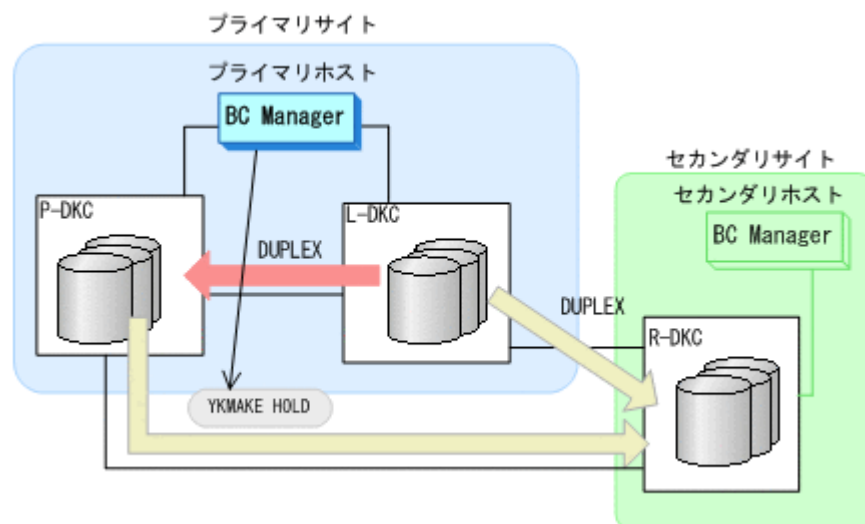 プライマリサイト
プライマリホスト
BC Manager
セカンダリサイト
セカンダリホスト
BC Manager
P-DKC
L-DKC
DUPLEX
DUPLEX
R-DKC
YKMAKE HOLD